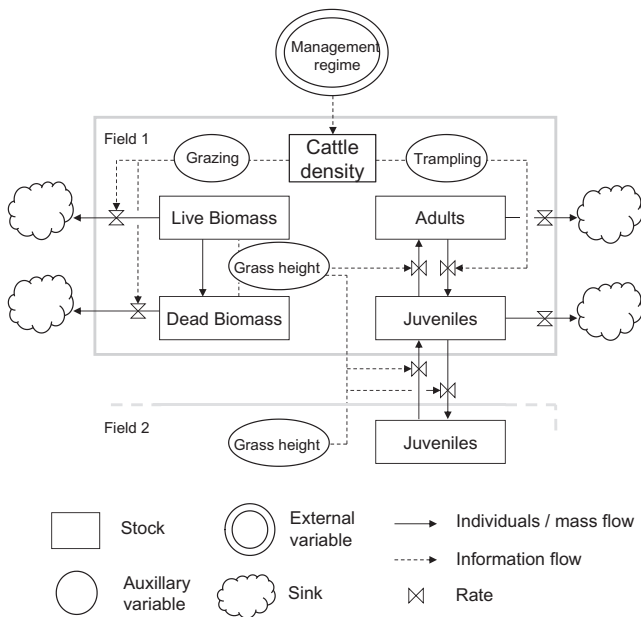 Management
regime
Field 1
Grazing
Cattle
density
Trampling
Live Biomass
Adults
Grass height
Dead Biomass
Juveniles
Field 2
Grass height
Juveniles
Stock
External
variable
Individuals / mass flow
Information flow
Auxillary
variable
Sink
Rate